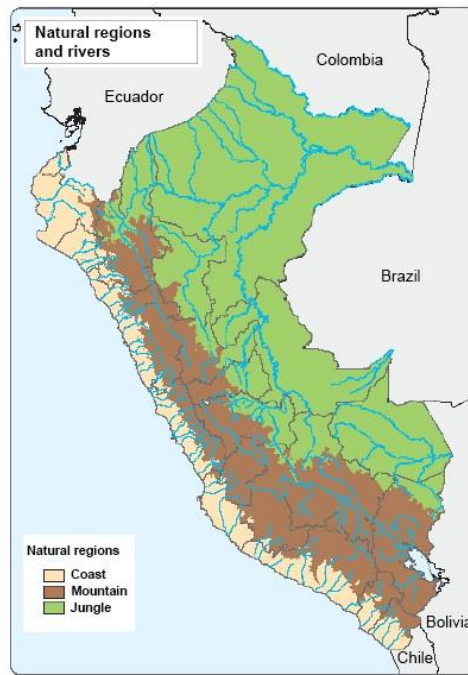 Natural regions
and rivers
Colombia
Ecuador
Brazil
Natural regions
Coast
Mountain
Jungle
Bolivia
Chile